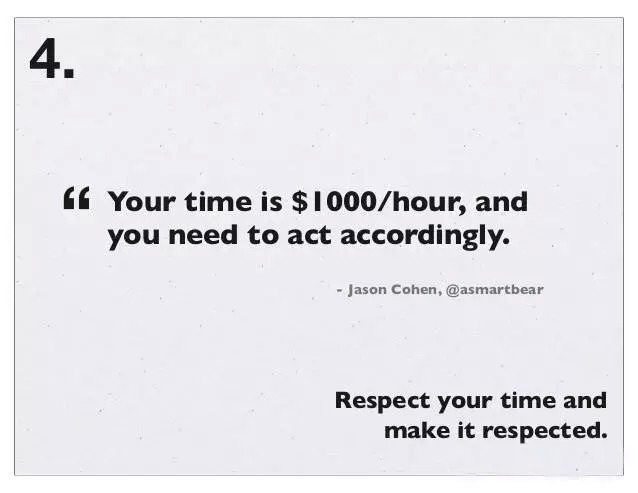 4.
“ Your time is $1000/hour, and
you need to act accordingly.
- Jason Cohen, @asmartbear
Respect your time and
make it respected.